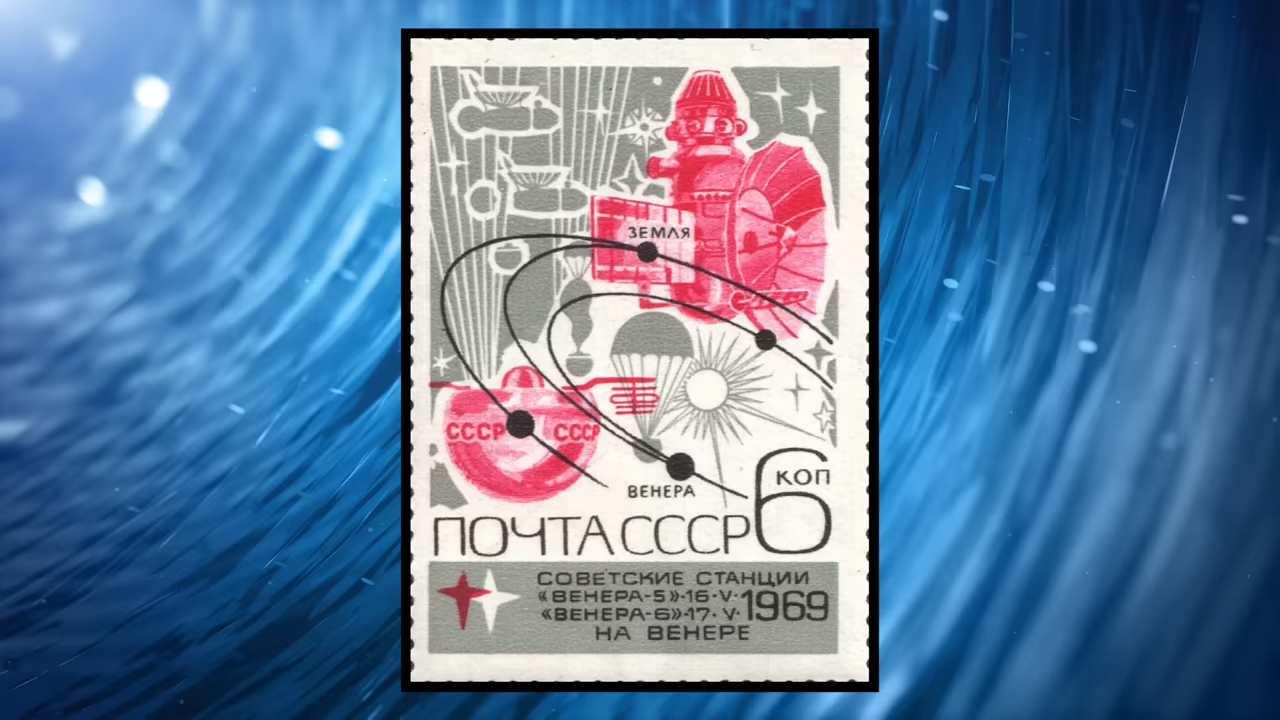 ЗЕМЛЯ
СССР СССР
ВЕНЕРА
6 КОП
ПОЧТА СССР
СОВЕТСКИЕ СТАНЦИИ
«ВЕНЕРА-5»·16·V·1969
«ВЕНЕРА-6»·17·V·
НА ВЕНЕРЕ